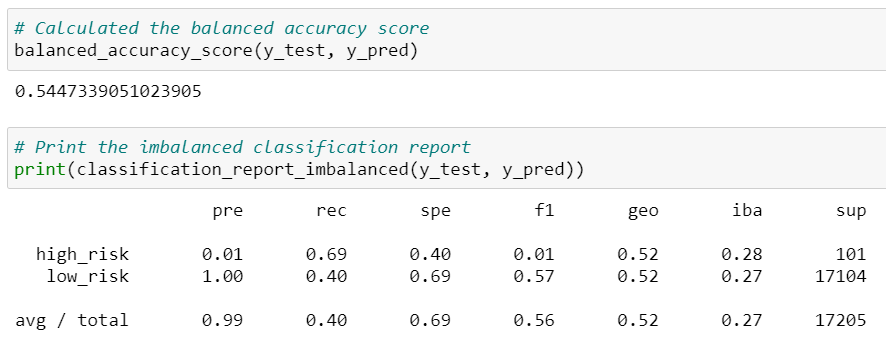 # Calculated the balanced accuracy score
balanced_accuracy_score(y_test, y_pred)
0.5447339051023905
# Print the imbalanced classification report
print(classification_report_imbalanced(y_test, y_pred))
pre rec spe f1 geo iba sup
high_risk 0.01 0.69 0.40 0.01 0.52 0.28 101
low_risk 1.00 0.40 0.69 0.57 0.52 0.27 17104
avg / total 0.99 0.40 0.69 0.56 0.52 0.27 17205